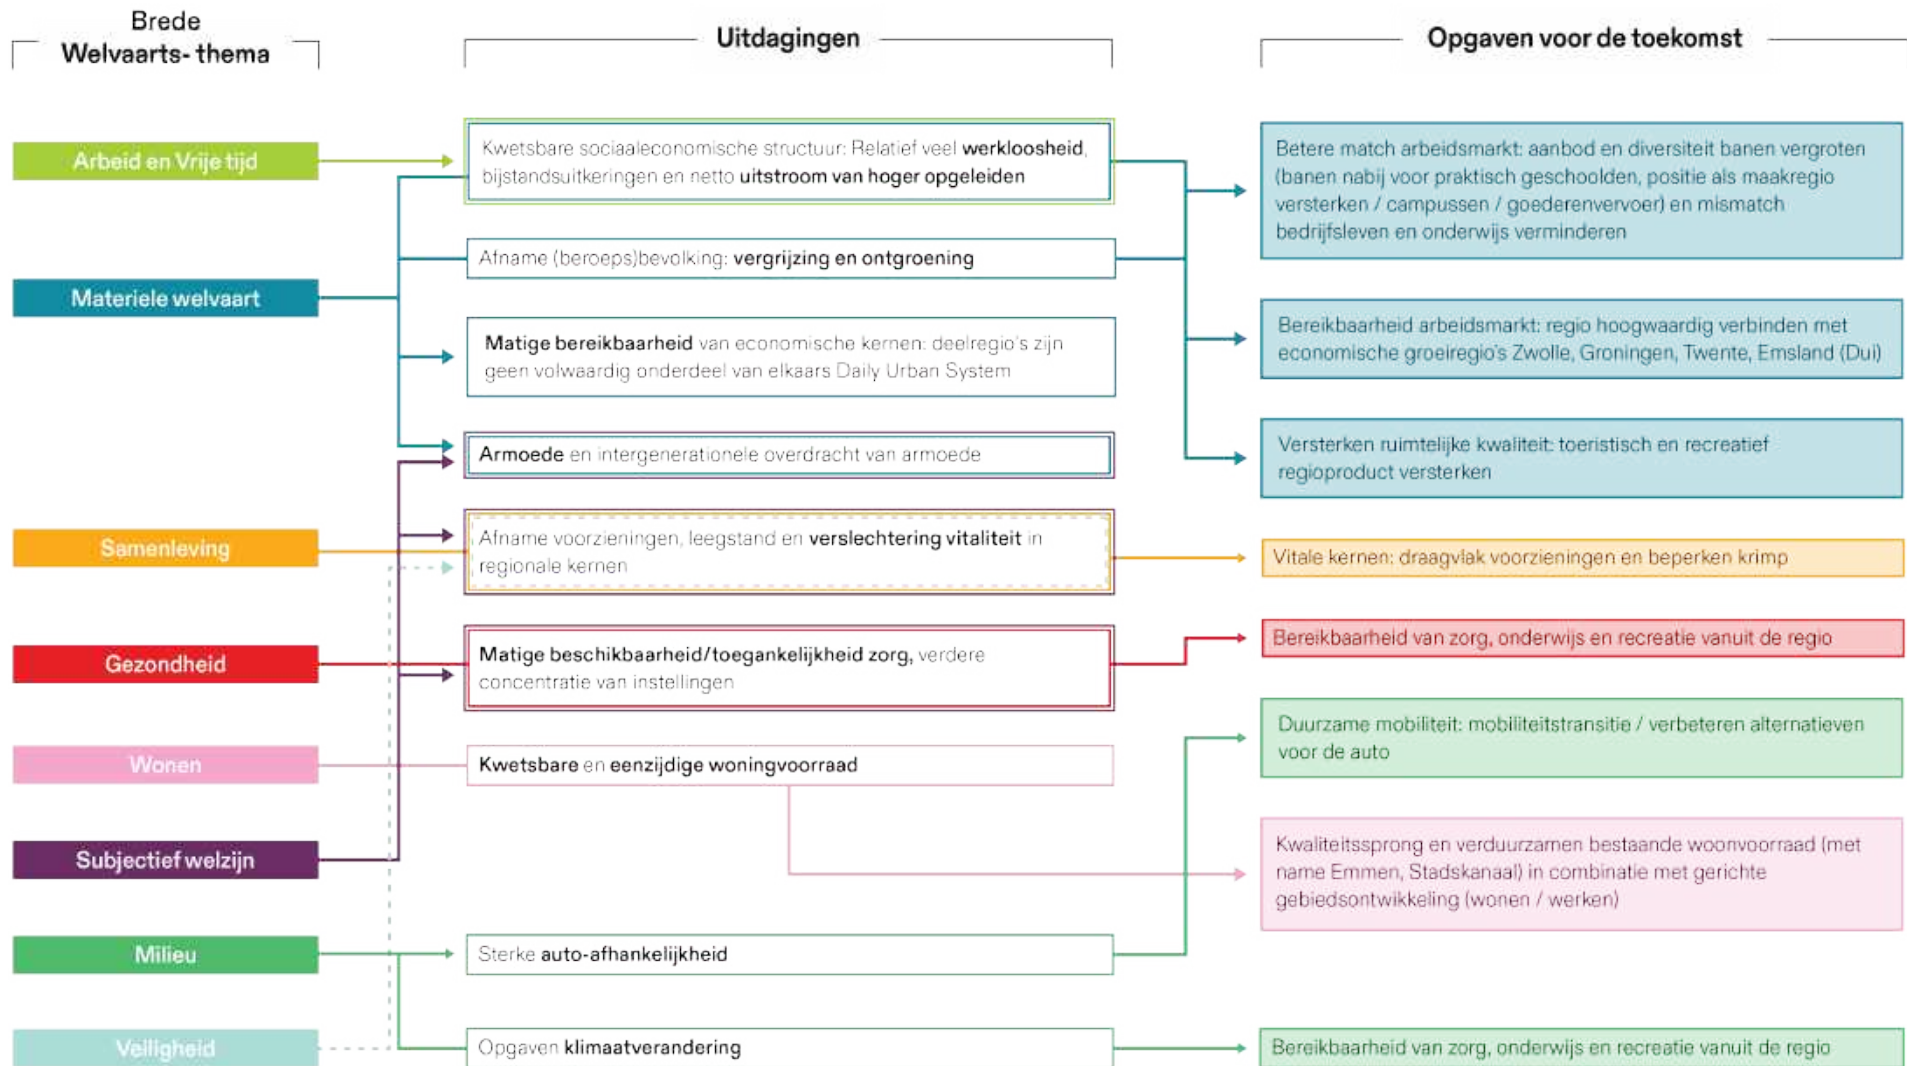 Brede
Welvaarts- thema
Uitdagingen
Opgaven voor de toekomst
Arbeid en Vrije tijd
Materiele welvaart
Samenleving
Gezondheid
Wonen
Subjectief welzijn
Milieu
Veiligheid
Kwetsbare sociaaleconomische structuur: Relatief veel werkloosheid,
bijstandsuitkeringen en netto uitstroom van hoger opgeleiden
Afname (beroeps)bevolking: vergrijzing en ontgroening
Matige bereikbaarheid van economische kernen: deelregio's zijn
geen volwaardig onderdeel van elkaars Daily Urban System
Armoede en intergenerationele overdracht van armoede
Afname voorzieningen, leegstand en verslechtering vitaliteit in
regionale kernen
Matige beschikbaarheid/toegankelijkheid zorg, verdere
concentratie van instellingen
Kwetsbare en eenzijdige woningvoorraad
Sterke auto-afhankelijkheid
Opgaven klimaatverandering
Betere match arbeidsmarkt: aanbod en diversiteit banen vergroten
(banen nabij voor praktisch geschoolden, positie als maakregio
versterken / campussen / goederenvervoer) en mismatch
bedrijfsleven en onderwijs verminderen
Bereikbaarheid arbeidsmarkt: regio hoogwaardig verbinden met
economische groeiregio's Zwolle, Groningen, Twente, Emsland (Dui)
Versterken ruimtelijke kwaliteit: toeristisch en recreatief
regioproduct versterken
Vitale kernen: draagvlak voorzieningen en beperken krimp
Bereikbaarheid van zorg, onderwijs en recreatie vanuit de regio
Duurzame mobiliteit: mobiliteitstransitie / verbeteren alternatieven
voor de auto
Kwaliteitssprong en verduurzamen bestaande woonvoorraad (met
name Emmen, Stadskanaal) in combinatie met gerichte
gebiedsontwikkeling (wonen / werken)
Bereikbaarheid van zorg, onderwijs en recreatie vanuit de regio